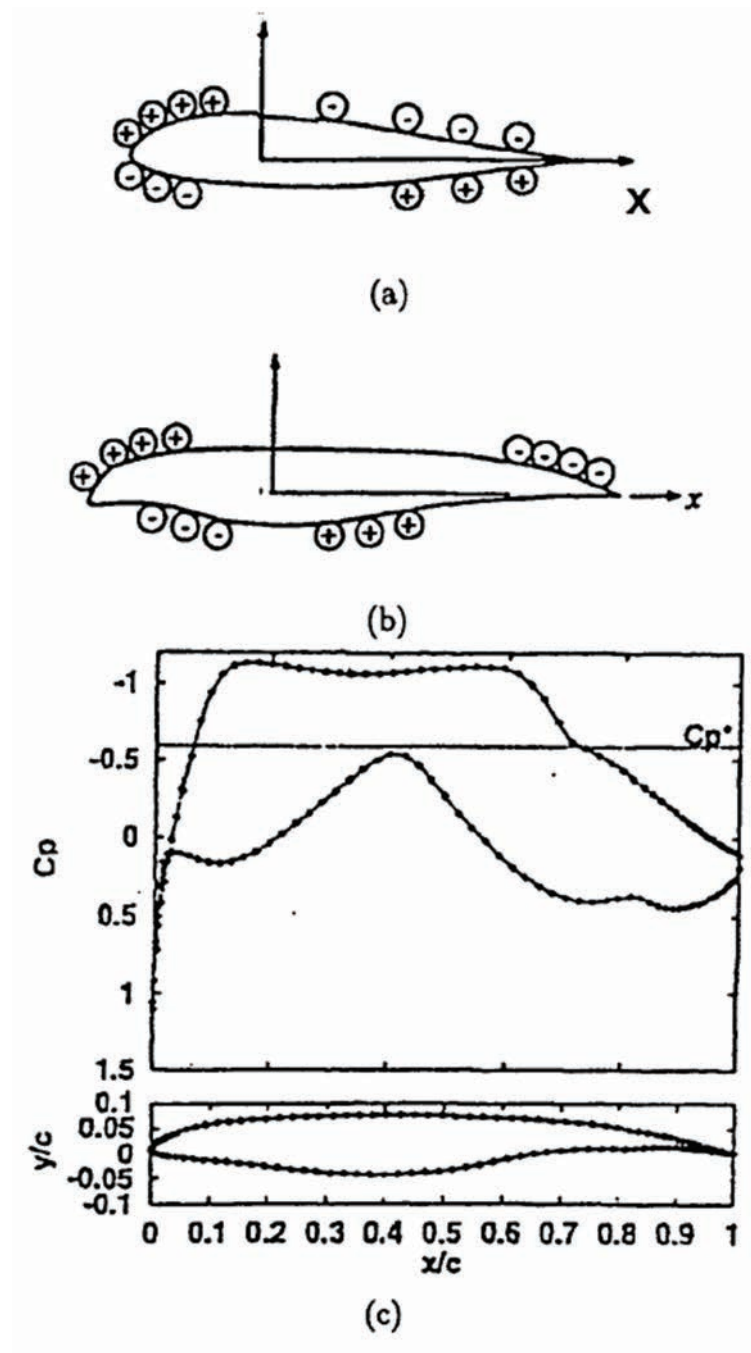 + + + + - - - -
- - - + + +
X
(a)
+ + + + - - - -
x
- - - + + +
(b)
-1
Cp*
-0.5
0
Cp
0.5
1
1.5
0.1
0.05
0
y/c
-0.05
-0.1
0 0.1 0.2 0.3 0.4 0.5 0.6 0.7 0.8 0.9 1
x/c
(c)